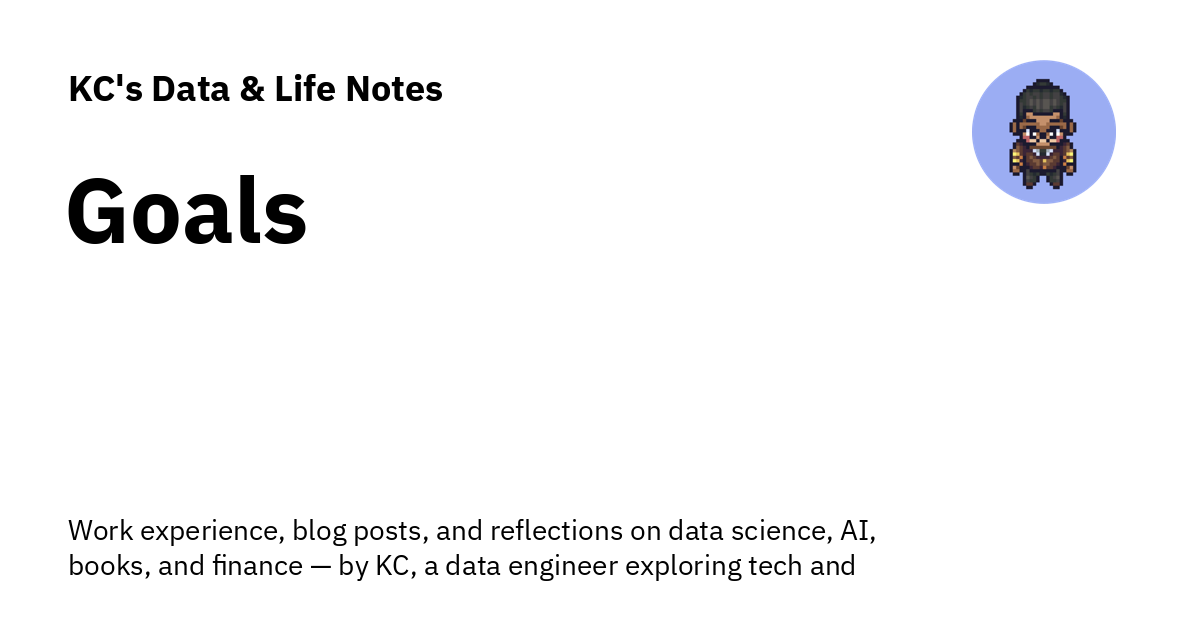 KC's Data & Life Notes
Goals
Work experience, blog posts, and reflections on data science, AI,
books, and finance — by KC, a data engineer exploring tech and